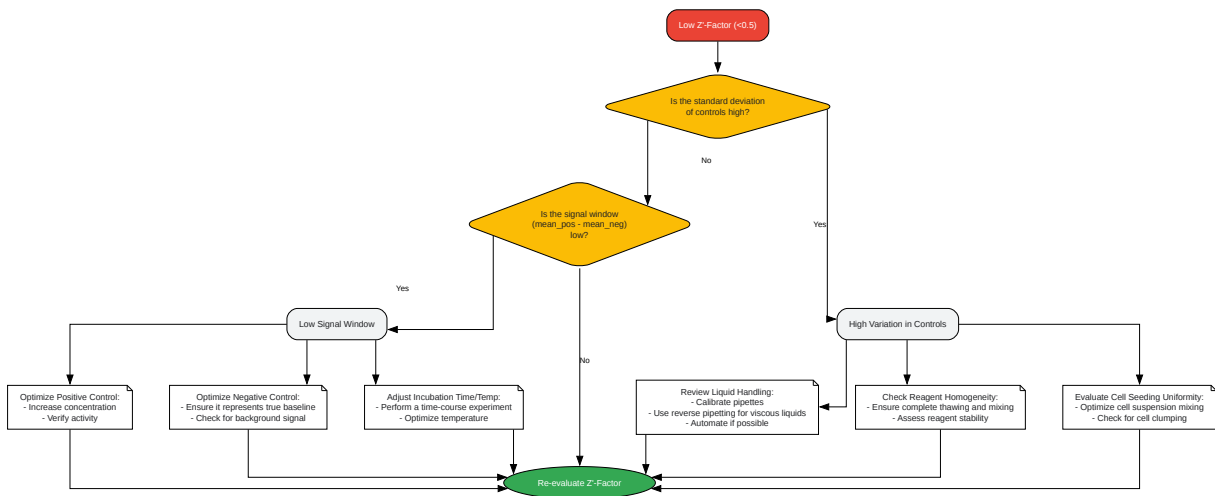 Low Z'-Factor (<0.5)
Is the standard deviation
of controls high?
No
Is the signal window
(mean_pos - mean_neg)
low?
Yes
Yes
Low Signal Window
High Variation in Controls
No
Optimize Positive Control:
- Increase concentration
- Verify activity
Optimize Negative Control:
- Ensure it represents true baseline
- Check for background signal
Adjust Incubation Time/Temp:
- Perform a time-course experiment
- Optimize temperature
Review Liquid Handling:
- Calibrate pipettes
- Use reverse pipetting for viscous liquids
- Automate if possible
Check Reagent Homogeneity:
- Ensure complete thawing and mixing
- Assess reagent stability
Evaluate Cell Seeding Uniformity:
- Optimize cell suspension mixing
- Check for cell clumping
Re-evaluate Z'-Factor